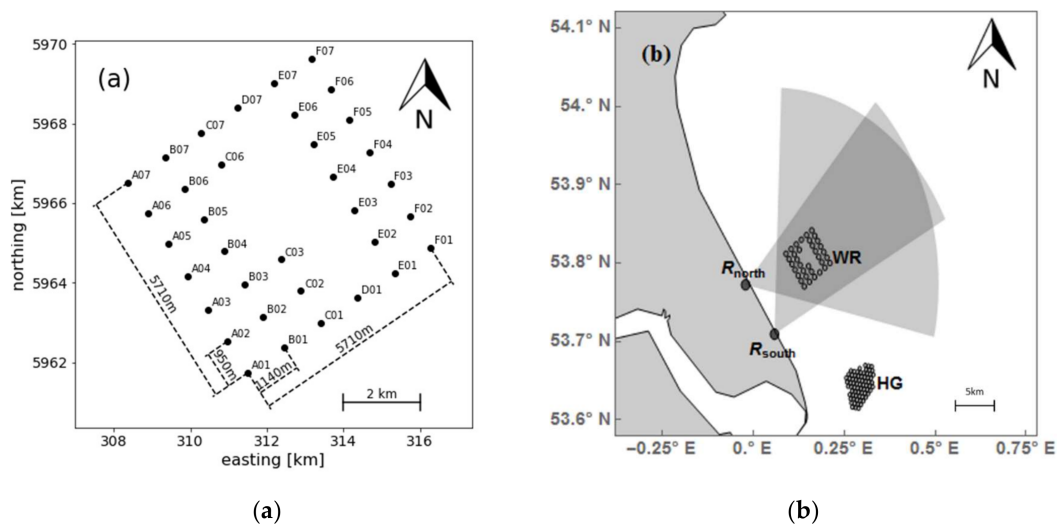 (a)
N
5970
5968
5966
5964
5962
northing [km]
308 310 312 314 316
easting [km]
F07
E07
F06
D07
E06
F05
C07
E05
F04
B07
C06
E04
F03
A07
B06
E03
F02
A06
B05
E02
F01
A05
B04
C03
E01
A04
B03
C02
D01
A03
B02
C01
A02
B01
A01
5710m
950m
1140m
5710m
2 km
(b)
N
54.1° N
54.° N
53.9° N
53.8° N
53.7° N
53.6° N
WR
Rnorth
Rsouth
HG
5km
−0.25° E 0.° E 0.25° E 0.5° E 0.75° E
(a) (b)